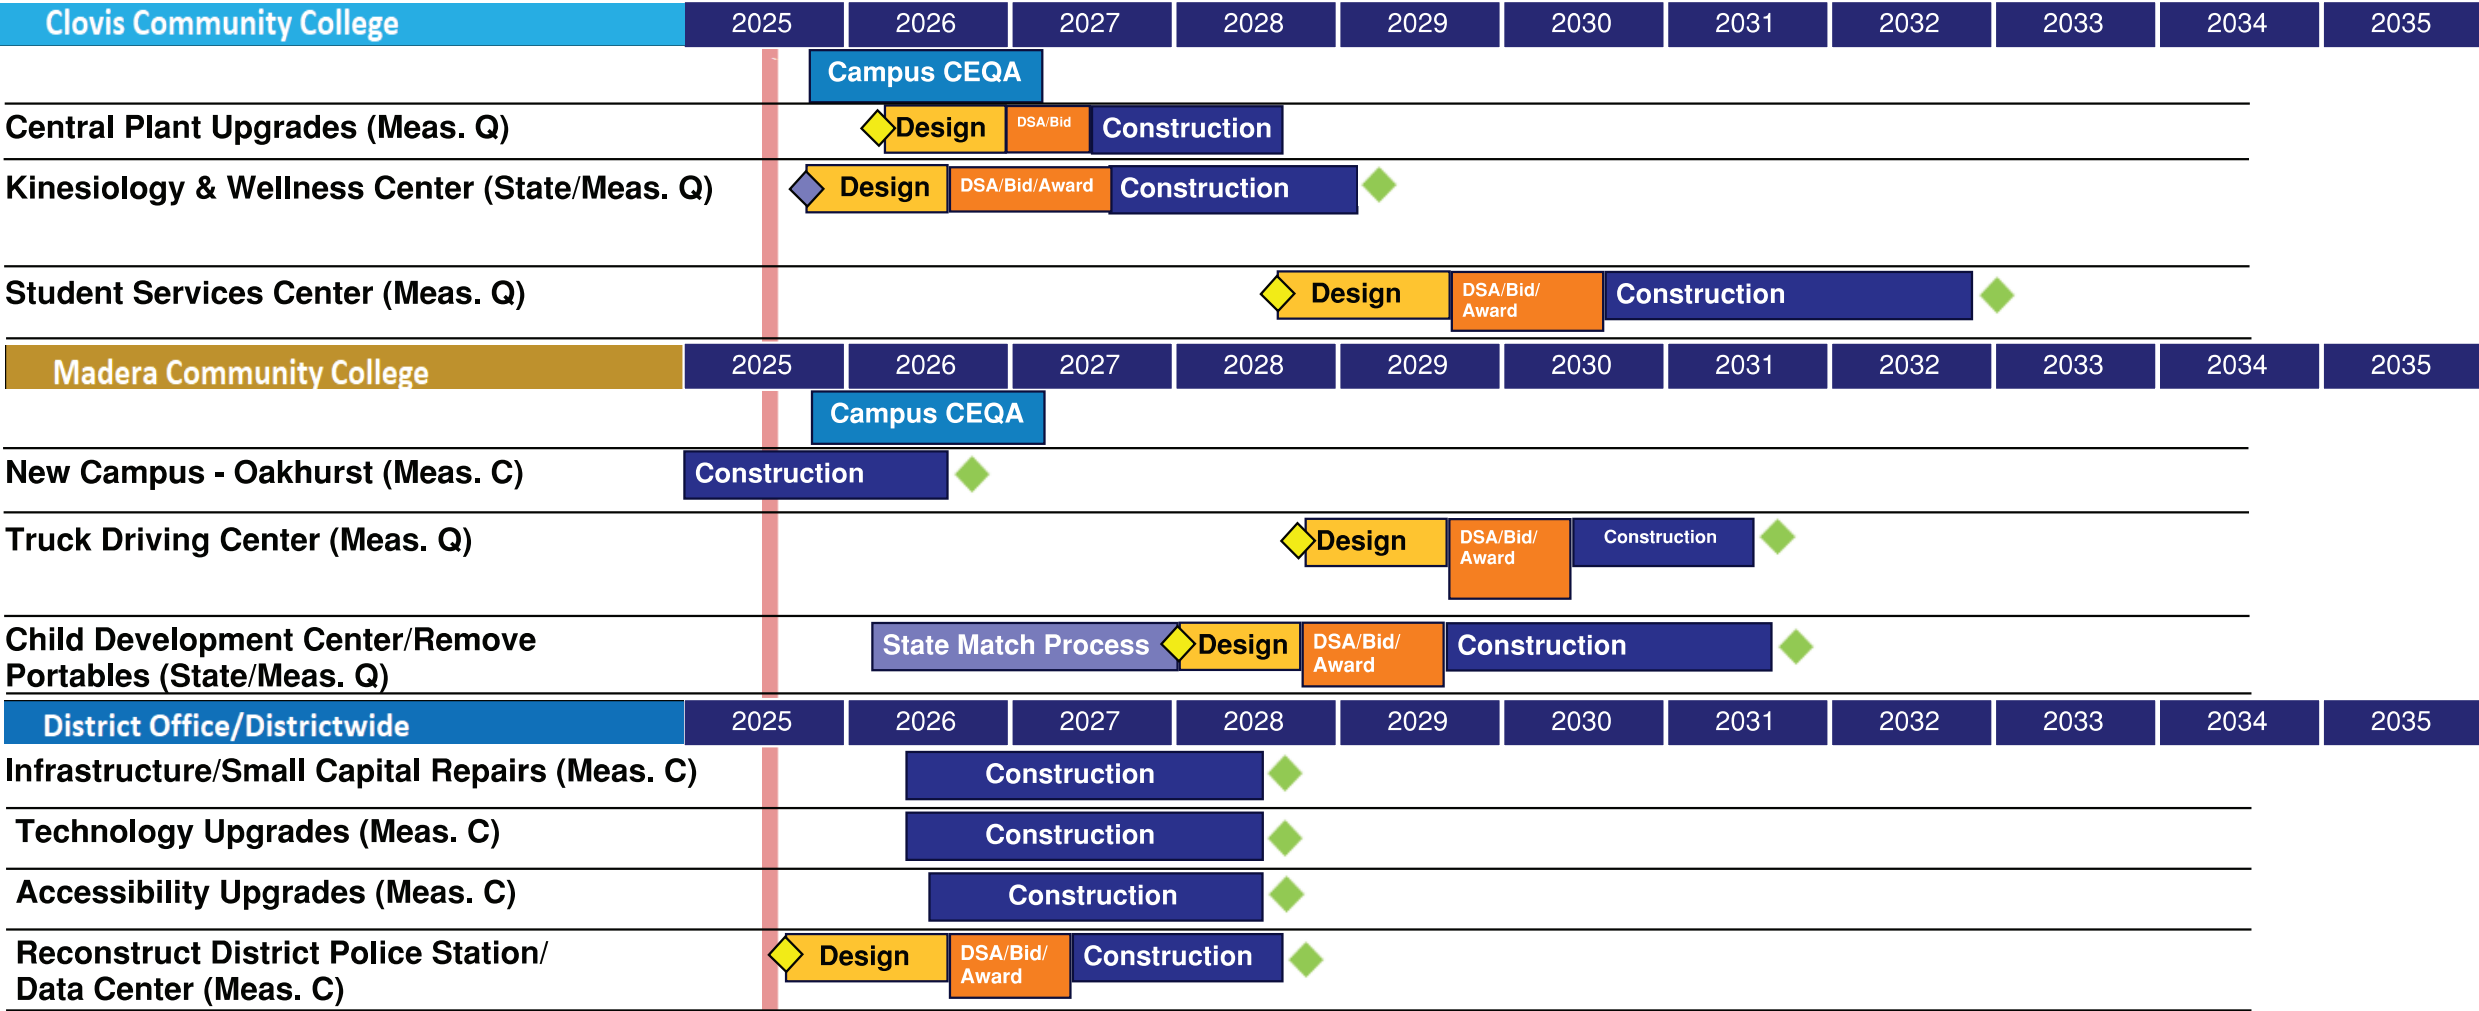 Clovis Community College 2025 2026 2027 2028 2029 2030 2031 2032 2033 2034 2035
Campus CEQA
Central Plant Upgrades (Meas. Q) Design DSA/Bid Construction
Kinesiology & Wellness Center (State/Meas. Q) Design DSA/Bid/Award Construction
Student Services Center (Meas. Q) Design DSA/Bid/ Construction
Award
Madera Community College 2025 2026 2027 2028 2029 2030 2031 2032 2033 2034 2035
Campus CEQA
New Campus - Oakhurst (Meas. C) Construction
Truck Driving Center (Meas. Q) Design DSA/Bid/ Construction
Award
Child Development Center/Remove State Match Process Design DSA/Bid/ Construction
Portables (State/Meas. Q) Award
District Office/Districtwide 2025 2026 2027 2028 2029 2030 2031 2032 2033 2034 2035
Infrastructure/Small Capital Repairs (Meas. C) Construction
Technology Upgrades (Meas. C) Construction
Accessibility Upgrades (Meas. C) Construction
Reconstruct District Police Station/ Design DSA/Bid/ Construction
Data Center (Meas. C) Award